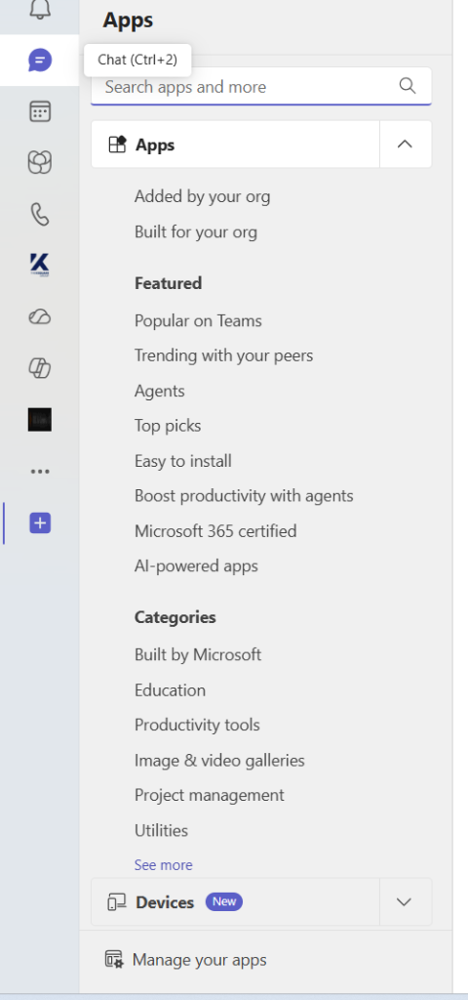 Apps
Chat (Ctrl+2)
Search apps and more
Apps
Added by your org
Built for your org
Featured
Popular on Teams
Trending with your peers
Agents
Top picks
Easy to install
Boost productivity with agents
Microsoft 365 certified
AI-powered apps
Categories
Built by Microsoft
Education
Productivity tools
Image & video galleries
Project management
Utilities
See more
Devices New
Manage your apps